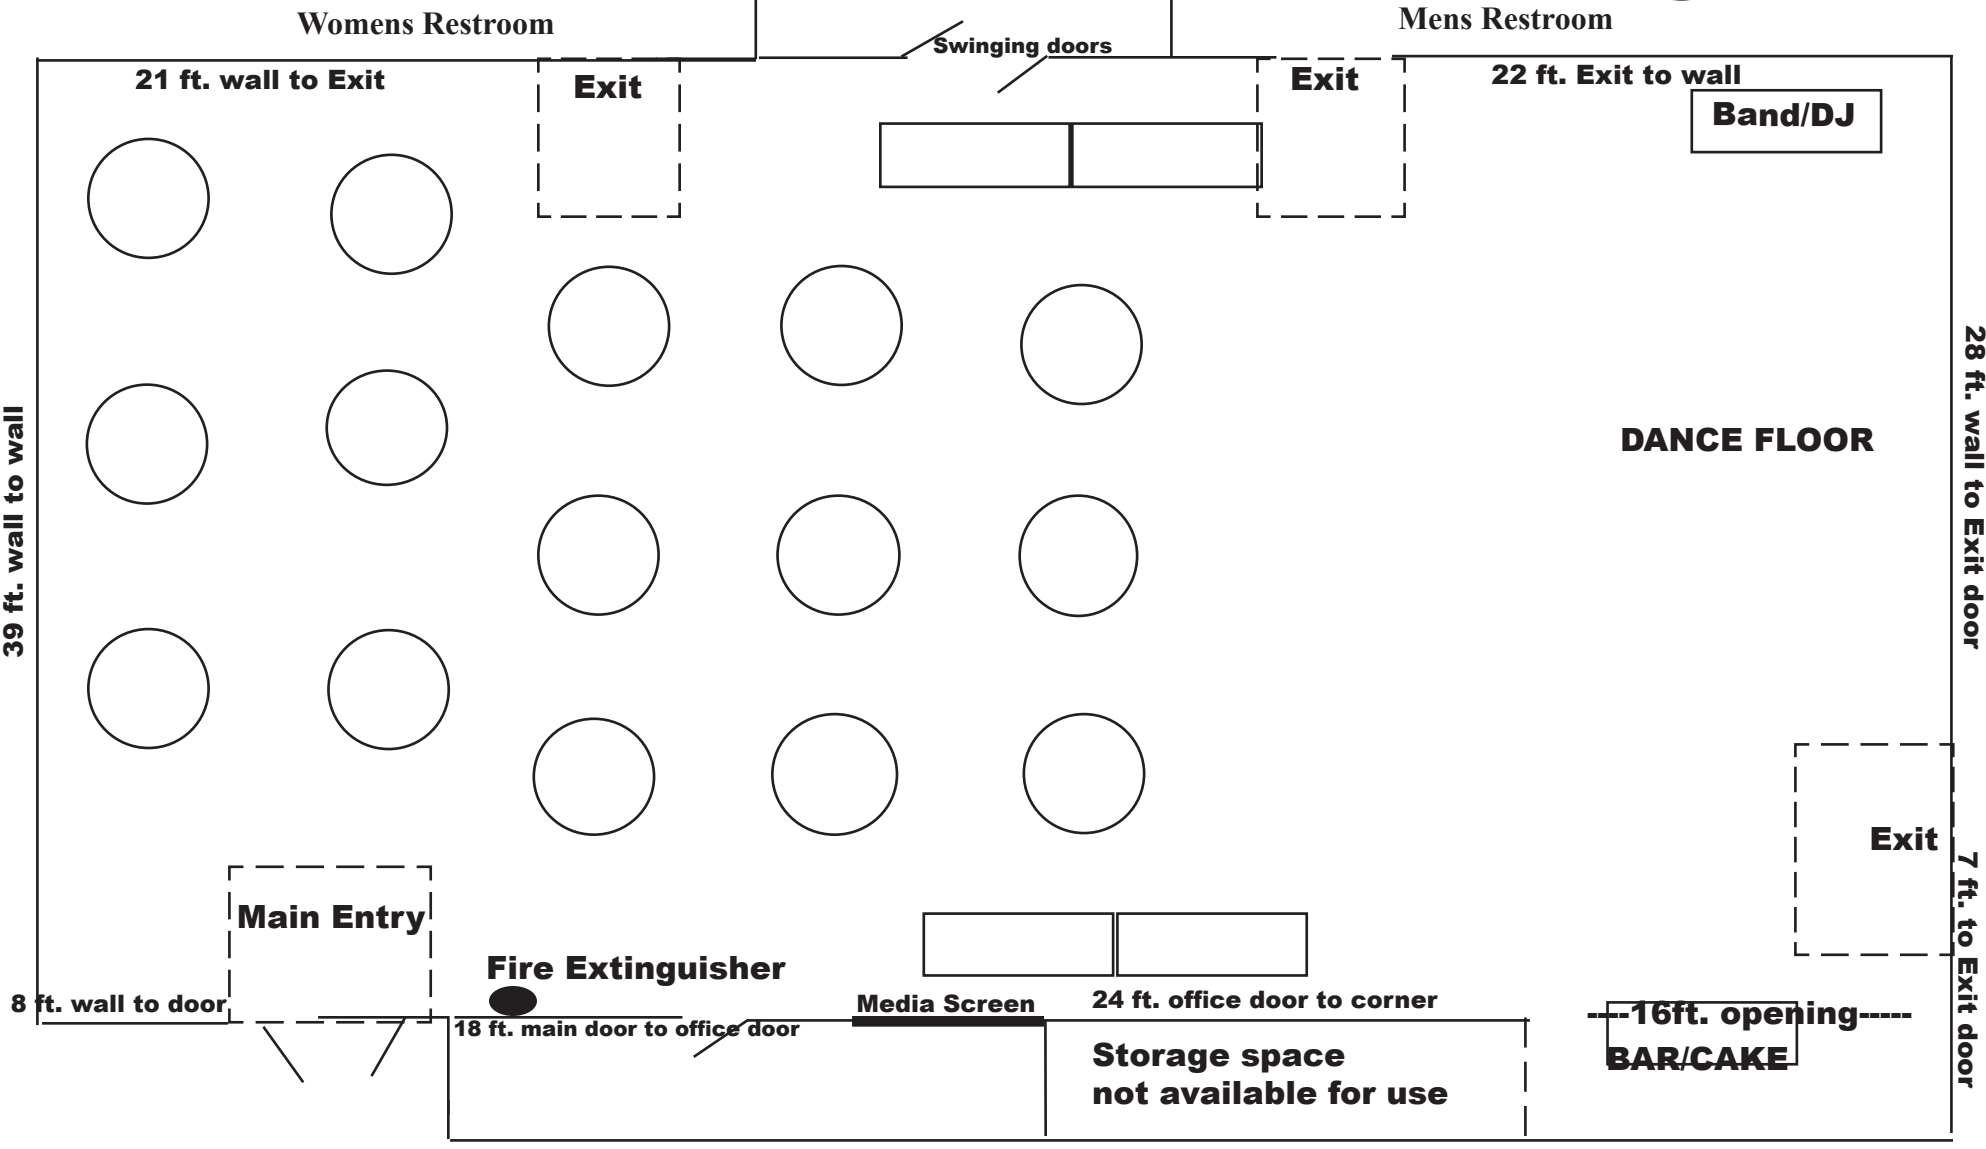 Womens Restroom
Mens Restroom
Swinging doors
21 ft. wall to Exit
Exit
Exit
22 ft. Exit to wall
Band/DJ
39 ft. wall to wall
28 ft. wall to Exit door
DANCE FLOOR
Exit
7 ft. to Exit door
Main Entry
Fire Extinguisher
8 ft. wall to door
18 ft. main door to office door
Media Screen
24 ft. office door to corner
----16ft. opening-----
BAR/CAKE
Storage space
not available for use